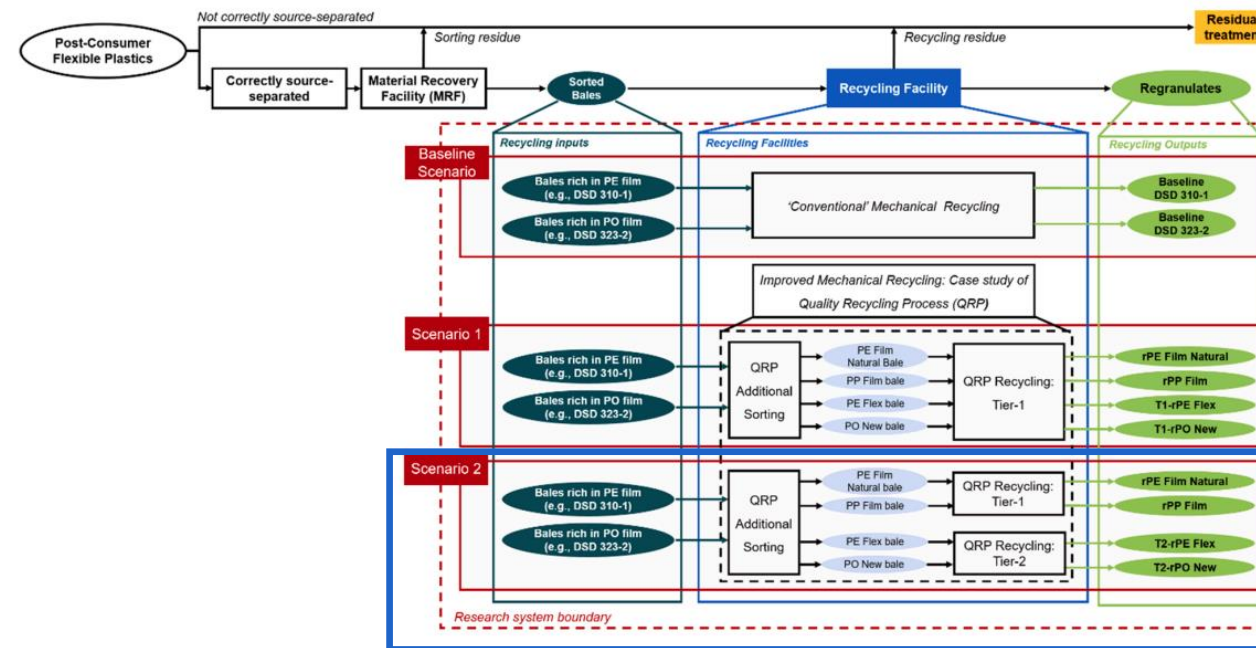 Not correctly source-separated
Residua
treatmen
Post-Consumer
Flexible Plastics
Sorting residue
Recycling residue
Correctly source-
separated
Material Recovery
Facility (MRF)
Sorted
Bales
Recycling Facility
Regranulates
Baseline
Scenario
Recycling inputs
Recycling Facilities
Recycling Outputs
Bales rich in PE film
(e.g., DSD 310-1)
Bales rich in PO film
(e.g., DSD 323-2)
‘Conventional’ Mechanical Recycling
Baseline
DSD 310-1
Baseline
DSD 323-2
Improved Mechanical Recycling: Case study of
Quality Recycling Process (QRP)
Scenario 1
Bales rich in PE film
(e.g., DSD 310-1)
Bales rich in PO film
(e.g., DSD 323-2)
QRP
Additional
Sorting
PE Film
Natural Bale
PP Film bale
PE Flex bale
PO New bale
QRP Recycling:
Tier-1
rPE Film Natural
rPP Film
T1-rPE Flex
T1-rPO New
Scenario 2
Bales rich in PE film
(e.g., DSD 310-1)
Bales rich in PO film
(e.g., DSD 323-2)
QRP
Additional
Sorting
PE Film
Natural bale
PP Film bale
PE Flex bale
PO New bale
QRP Recycling:
Tier-1
QRP Recycling:
Tier-2
rPE Film Natural
rPP Film
T2-rPE Flex
T2-rPO New
Research system boundary